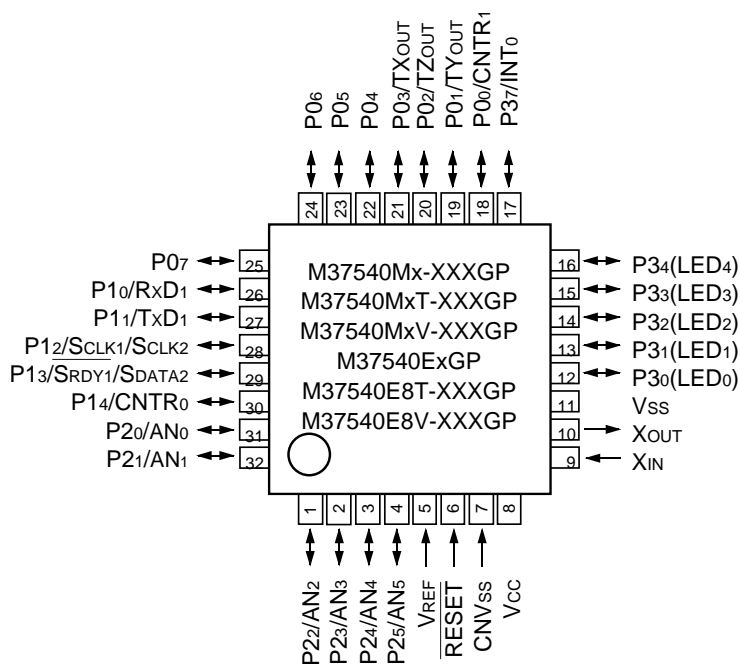 P06
P05
P04
P03/TXOUT
P02/TZOUT
P01/TYOUT
P00/CNTR1
P37/INT0
24
23
22
21
20
19
18
17
P07
25
P10/RXD1
26
P11/TXD1
27
P12/SCLK1/SCLK2
28
P13/S̅R̅D̅Y̅1̅/SDATA2
29
P14/CNTR0
30
P20/AN0
31
P21/AN1
32
M37540Mx-XXXGP
M37540MxT-XXXGP
M37540MxV-XXXGP
M37540ExGP
M37540E8T-XXXGP
M37540E8V-XXXGP
16
P34(LED4)
15
P33(LED3)
14
P32(LED2)
13
P31(LED1)
12
P30(LED0)
11
VSS
10
XOUT
9
XIN
1
2
3
4
5
6
7
8
P22/AN2
P23/AN3
P24/AN4
P25/AN5
VREF
R̅E̅S̅E̅T̅
CNVSS
VCC